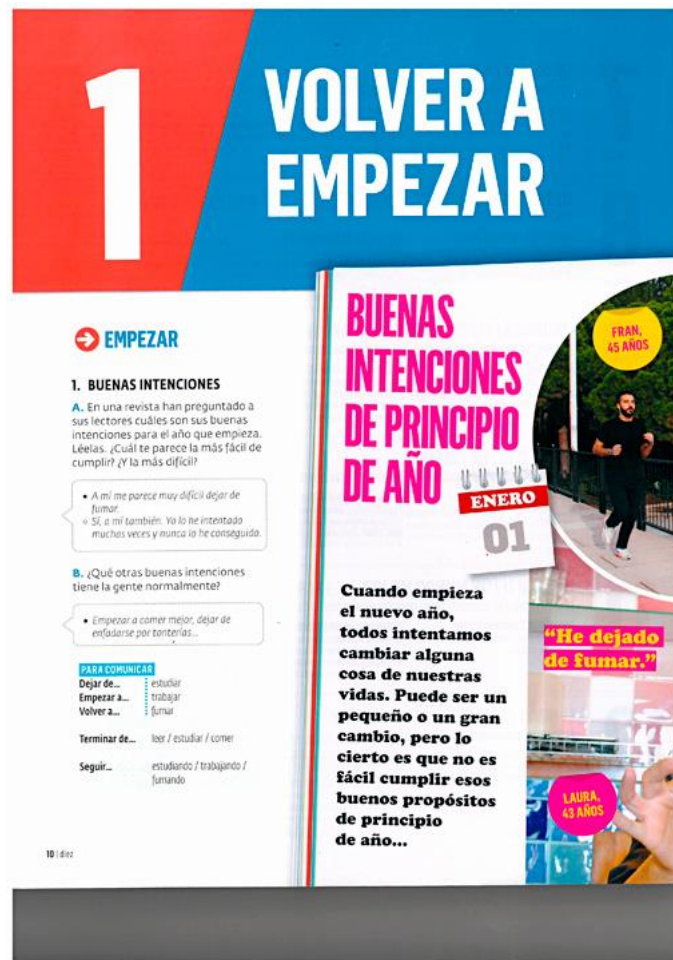 1
VOLVER A
EMPEZAR
EMPEZAR
1. BUENAS INTENCIONES
A. En una revista han preguntado a
sus lectores cuáles son sus buenas
intenciones para el año que empieza.
Léelas. ¿Cuál te parece la más fácil de
cumplir? ¿Y la más difícil?
• A mí me parece muy difícil dejar de
fumar.
○ Sí, a mí también. Yo lo he intentado
muchas veces y nunca lo he conseguido.
B. ¿Qué otras buenas intenciones
tiene la gente normalmente?
• Empezar a comer mejor, dejar de
enfadarse por tonterías...
PARA COMUNICAR
Dejar de... estudiar
Empezar a... trabajar
Volver a... fumar
Terminar de... leer / estudiar / comer
Seguir... estudiando / trabajando /
fumando
10 | diez
BUENAS
INTENCIONES
DE PRINCIPIO
DE AÑO
ENERO
01
Cuando empieza
el nuevo año,
todos intentamos
cambiar alguna
cosa de nuestras
vidas. Puede ser un
pequeño o un gran
cambio, pero lo
cierto es que no es
fácil cumplir esos
buenos propósitos
de principio
de año...
FRAN,
45 AÑOS
“He dejado
de fumar.”
LAURA,
43 AÑOS